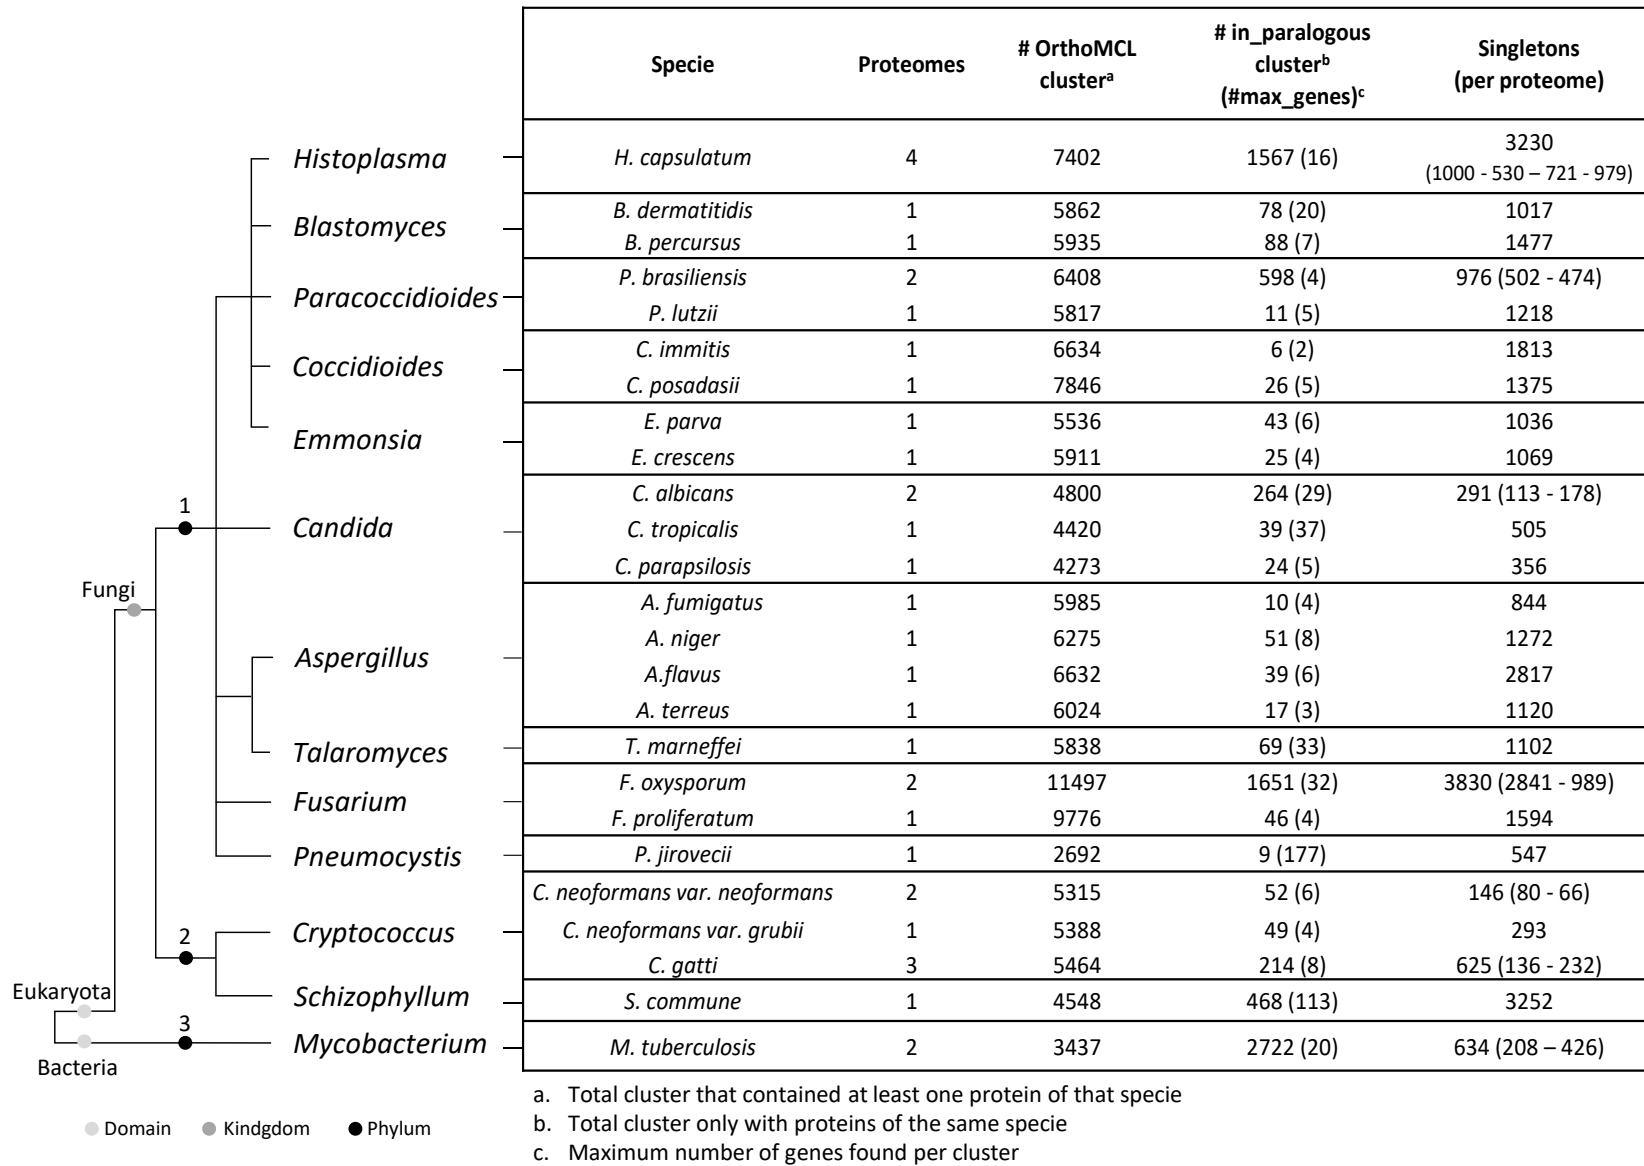 Specie Proteomes # OrthoMCL clusterᵃ # in_paralogous clusterᵇ (#max_genes)ᶜ Singletons (per proteome)
Histoplasma H. capsulatum 4 7402 1567 (16) 3230
(1000 - 530 – 721 - 979)
Blastomyces
B. dermatitidis 1 5862 78 (20) 1017
B. percursus 1 5935 88 (7) 1477
Paracoccidioides
P. brasiliensis 2 6408 598 (4) 976 (502 - 474)
P. lutzii 1 5817 11 (5) 1218
Coccidioides
C. immitis 1 6634 6 (2) 1813
C. posadasii 1 7846 26 (5) 1375
Emmonsia
E. parva 1 5536 43 (6) 1036
E. crescens 1 5911 25 (4) 1069
1
Candida
C. albicans 2 4800 264 (29) 291 (113 - 178)
C. tropicalis 1 4420 39 (37) 505
C. parapsilosis 1 4273 24 (5) 356
Fungi
Aspergillus
A. fumigatus 1 5985 10 (4) 844
A. niger 1 6275 51 (8) 1272
A.flavus 1 6632 39 (6) 2817
A. terreus 1 6024 17 (3) 1120
Talaromyces T. marneffei 1 5838 69 (33) 1102
Fusarium
F. oxysporum 2 11497 1651 (32) 3830 (2841 - 989)
F. proliferatum 1 9776 46 (4) 1594
Pneumocystis P. jirovecii 1 2692 9 (177) 547
2
Cryptococcus
C. neoformans var. neoformans 2 5315 52 (6) 146 (80 - 66)
C. neoformans var. grubii 1 5388 49 (4) 293
C. gatti 3 5464 214 (8) 625 (136 - 232)
Eukaryota
Schizophyllum S. commune 1 4548 468 (113) 3252
3
Mycobacterium M. tuberculosis 2 3437 2722 (20) 634 (208 – 426)
Bacteria
Domain Kindgdom Phylum
a. Total cluster that contained at least one protein of that specie
b. Total cluster only with proteins of the same specie
c. Maximum number of genes found per cluster